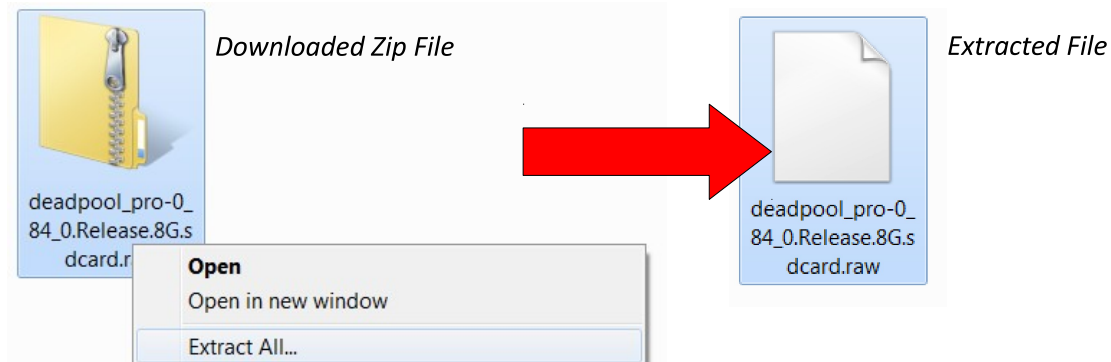 Downloaded Zip File
deadpool_pro-0_
84_0.Release.8G.s
dcard.r
Open
Open in new window
Extract All...
Extracted File
deadpool_pro-0_
84_0.Release.8G.s
dcard.raw